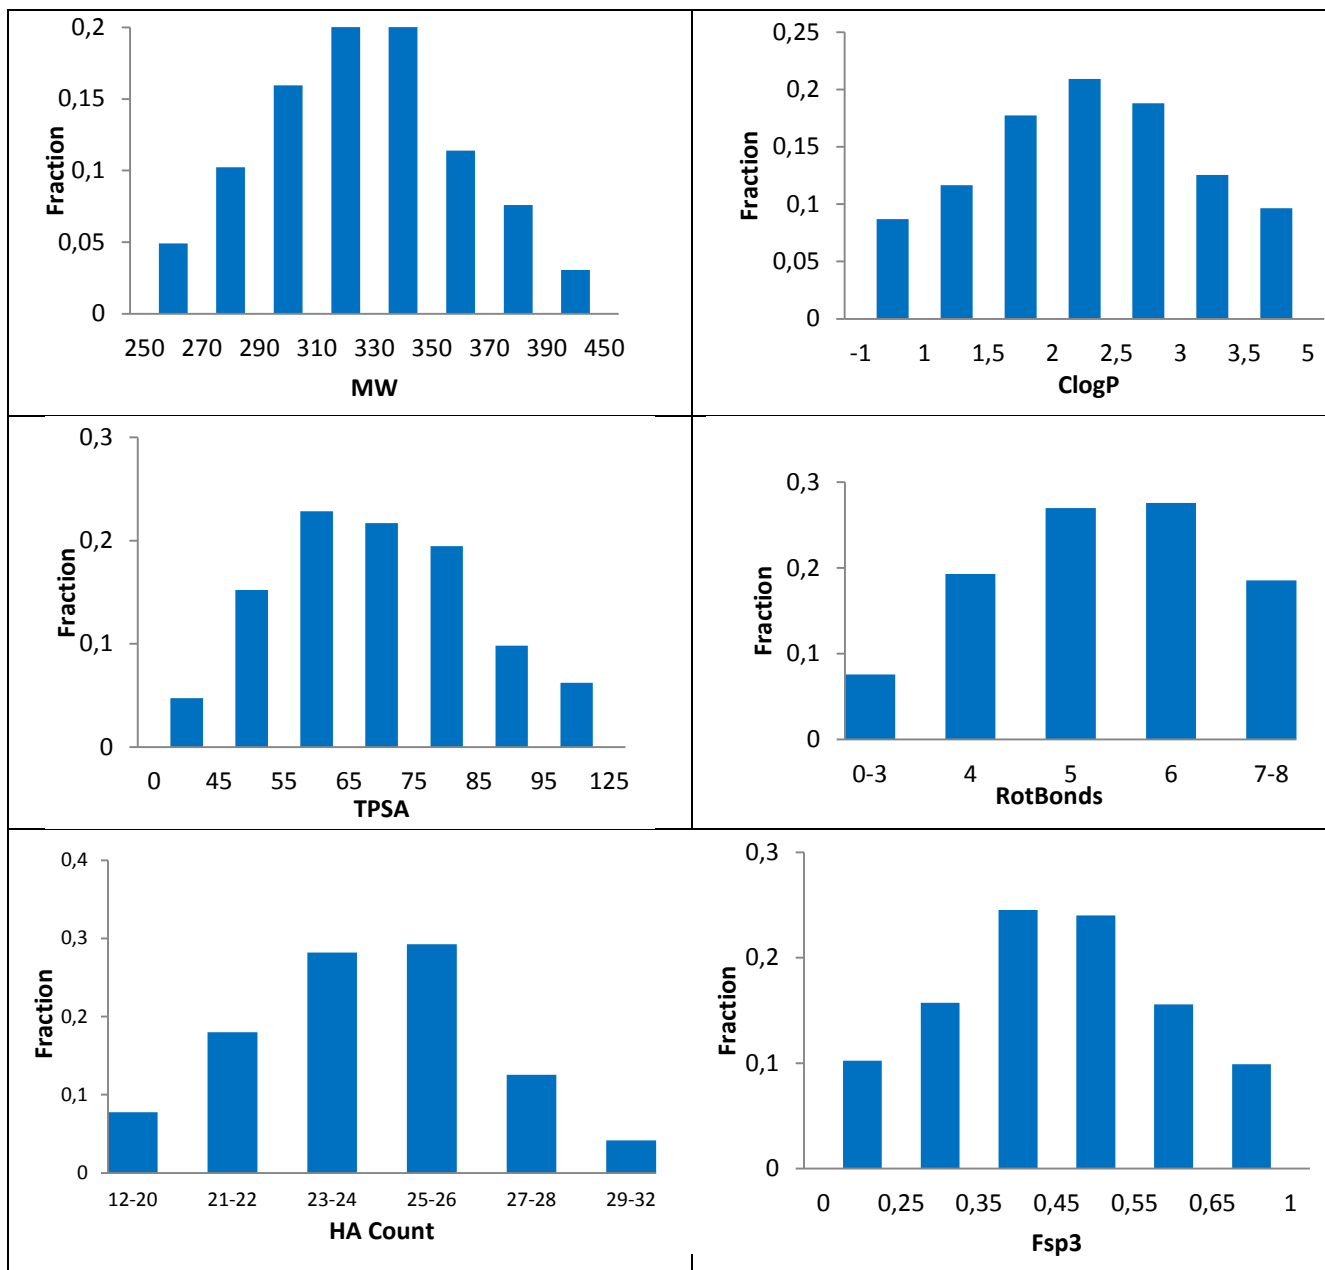 0,2
0,15
0,1
0,05
0
Fraction
250 270 290 310 330 350 370 390 450
MW
0,25
0,2
0,15
0,1
0,05
0
Fraction
-1 1 1,5 2 2,5 3 3,5 5
ClogP
0,3
0,2
0,1
0
Fraction
0 45 55 65 75 85 95 125
TPSA
0,3
0,2
0,1
0
Fraction
0-3 4 5 6 7-8
RotBonds
0,4
0,3
0,2
0,1
0
Fraction
12-20 21-22 23-24 25-26 27-28 29-32
HA Count
0,3
0,2
0,1
0
Fraction
0 0,25 0,35 0,45 0,55 0,65 1
Fsp3